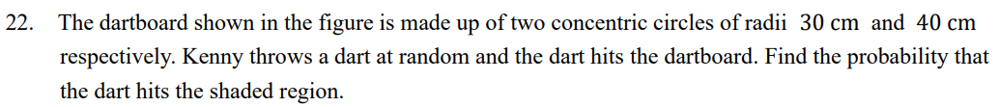 22. The dartboard shown in the figure is made up of two concentric circles of radii 30 cm and 40 cm
respectively. Kenny throws a dart at random and the dart hits the dartboard. Find the probability that
the dart hits the shaded region.